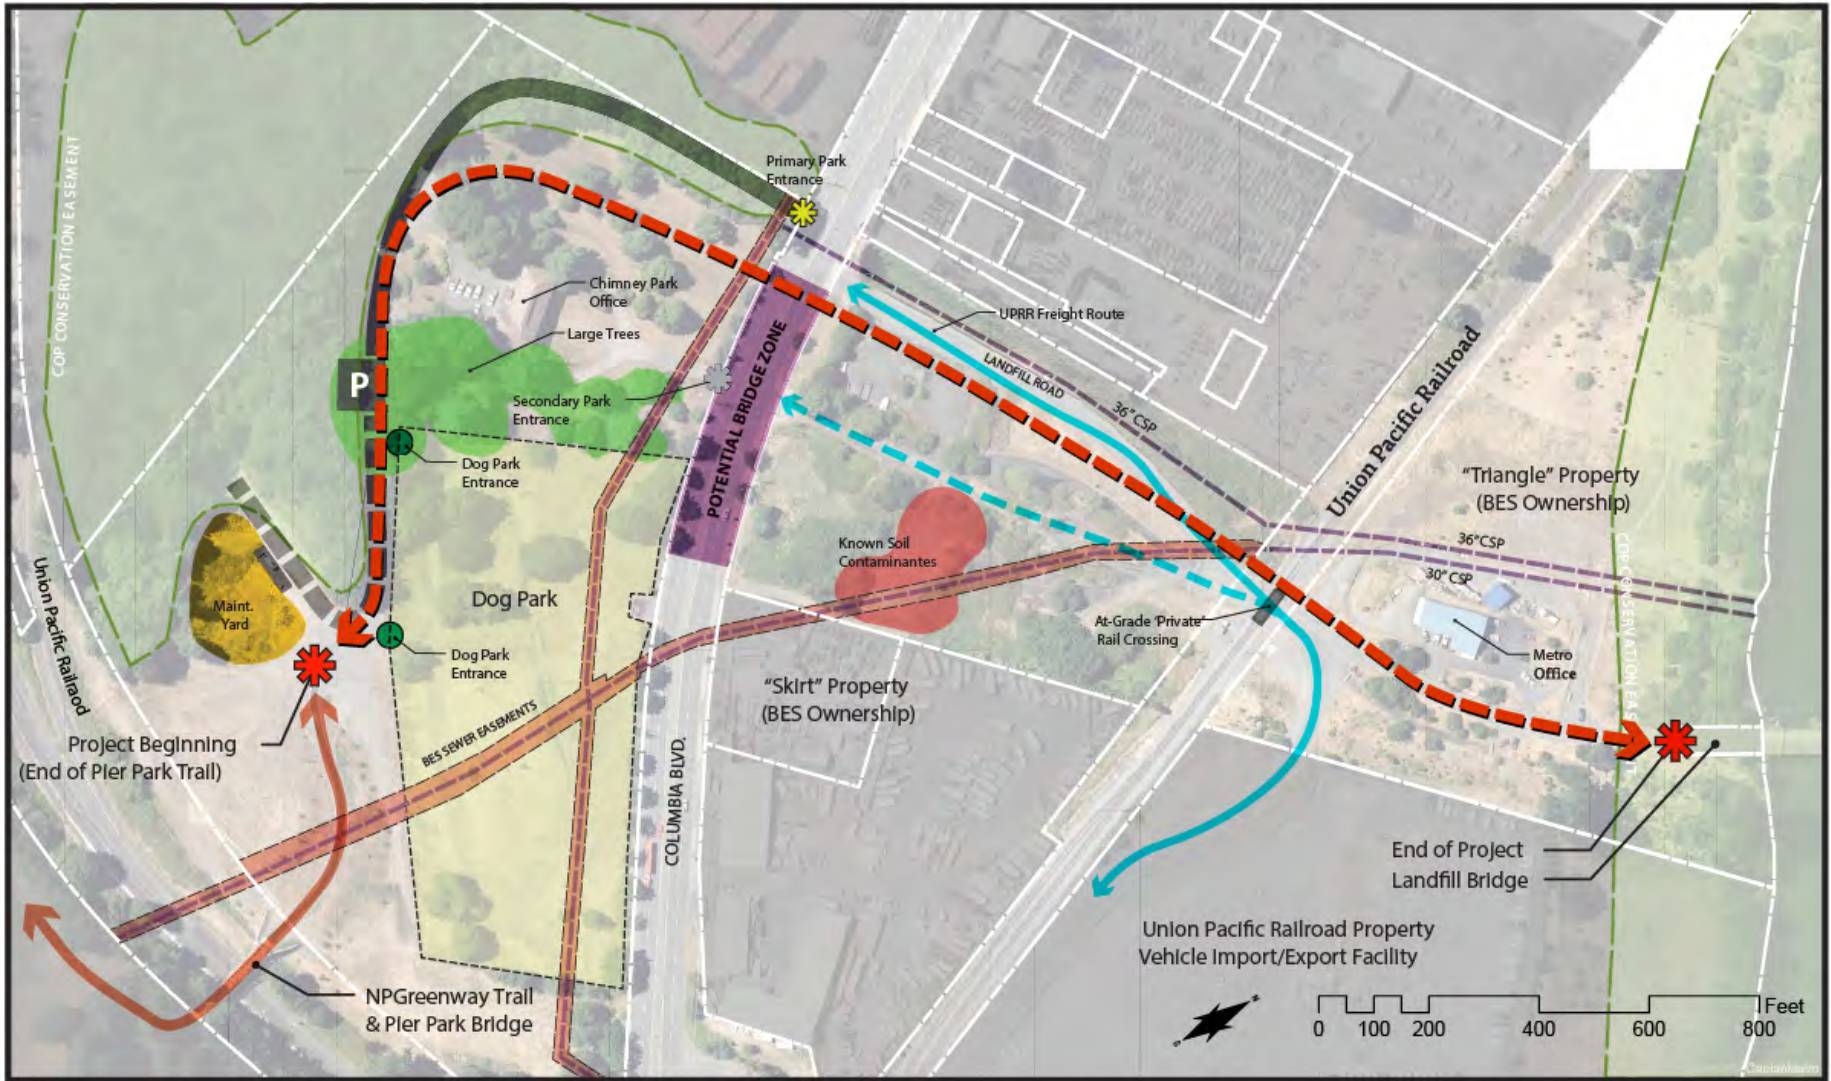 COP CONSERVATION EASEMENT
Primary Park
Entrance
Chimney Park
Office
Large Trees
P
Secondary Park
Entrance
POTENTIAL BRIDGE ZONE
UPRR Freight Route
LANDFILL ROAD
36" CSP
Union Pacific Railroad
"Triangle" Property
(BES Ownership)
36"CSP
30" CSP
Dog Park
Entrance
Known Soil
Contaminantes
Dog Park
Maint.
Yard
Union Pacific Railroad
At-Grade 'Private'
Rail Crossing
Metro
Office
Dog Park
Entrance
"Skirt" Property
(BES Ownership)
Project Beginning
(End of Pier Park Trail)
BES SEWER EASEMENTS
COLUMBIA BLVD.
End of Project
Landfill Bridge
Union Pacific Railroad Property
Vehicle Import/Export Facility
NPGreenway Trail
& Pier Park Bridge
Feet
0 100 200 400 600 800